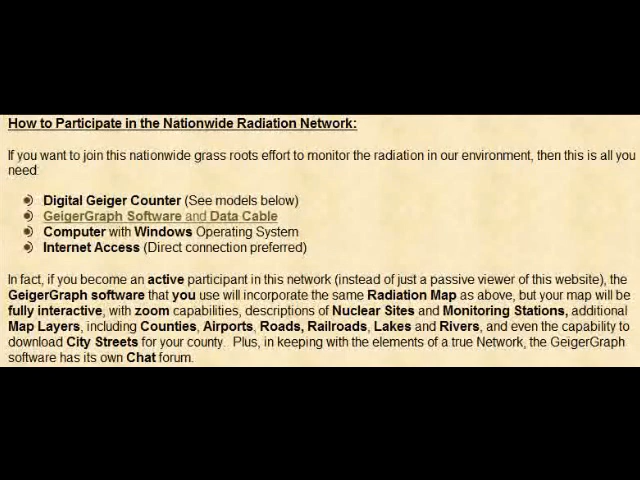 How to Participate in the Nationwide Radiation Network:
If you want to join this nationwide grass roots effort to monitor the radiation in our environment, then this is all you
need:
Digital Geiger Counter (See models below)
GeigerGraph Software and Data Cable
Computer with Windows Operating System
Internet Access (Direct connection preferred)
In fact, if you become an active participant in this network (instead of just a passive viewer of this website), the
GeigerGraph software that you use will incorporate the same Radiation Map as above, but your map will be
fully interactive, with zoom capabilities, descriptions of Nuclear Sites and Monitoring Stations, additional
Map Layers, including Counties, Airports, Roads, Railroads, Lakes and Rivers, and even the capability to
download City Streets for your county. Plus, in keeping with the elements of a true Network, the GeigerGraph
software has its own Chat forum.